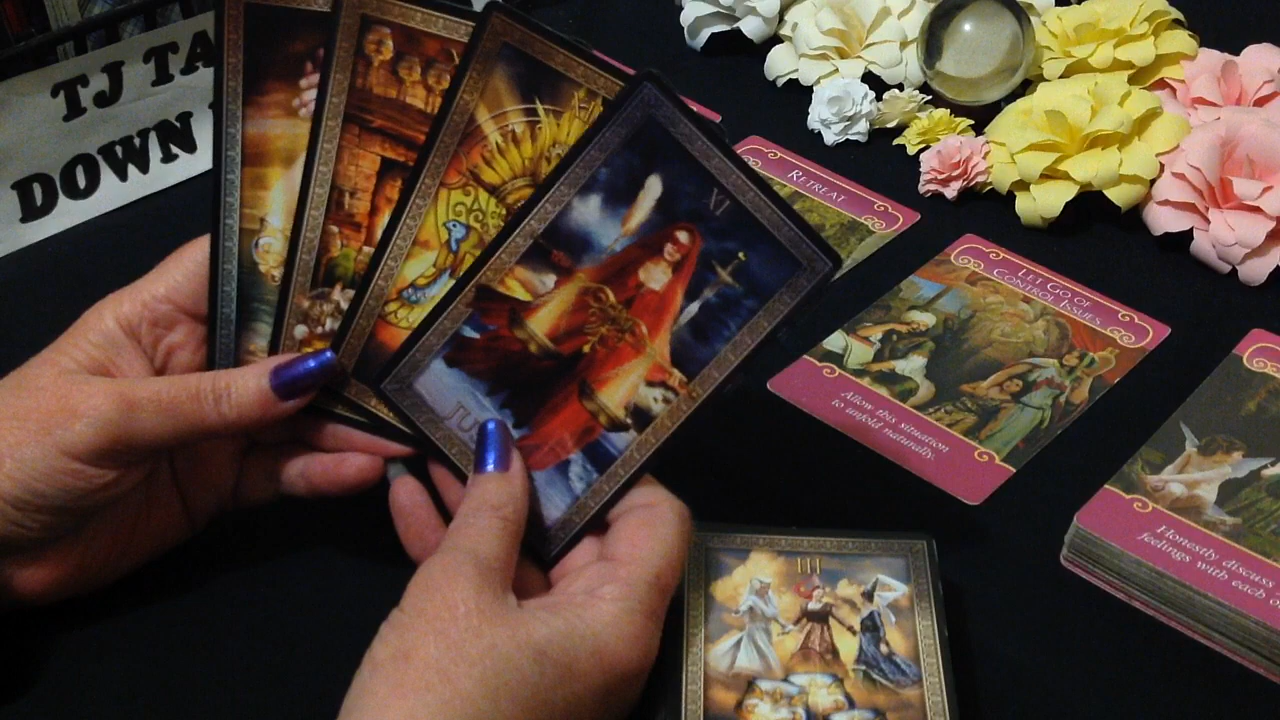 TJ TA
DOWN
XI
JUS
RETREAT
LET GO OF
CONTROL ISSUES
Allow this situation
to unfold naturally.
Honestly discuss
feelings with each o
III